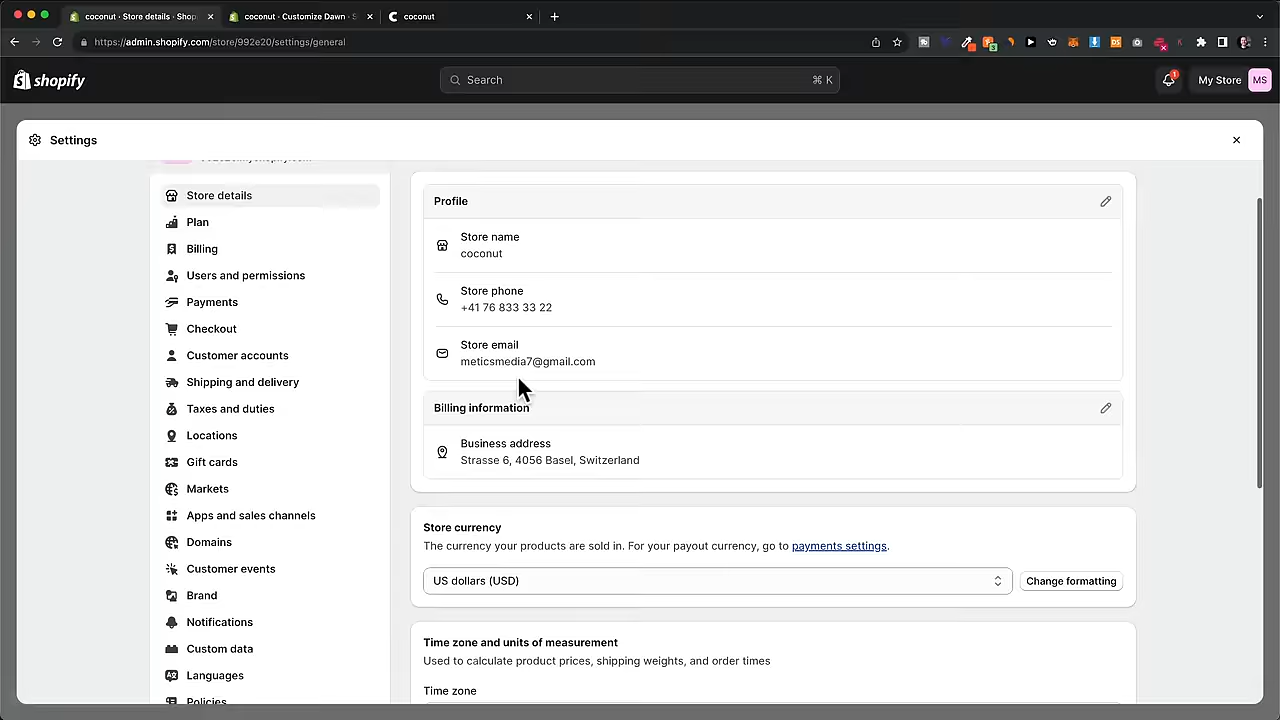 coconut · Store details · Shop
coconut · Customize Dawn · S
coconut
https://admin.shopify.com/store/992e20/settings/general
shopify
Search
⌘ K
1
My Store
MS
Settings
Store details
Plan
Billing
Users and permissions
Payments
Checkout
Customer accounts
Shipping and delivery
Taxes and duties
Locations
Gift cards
Markets
Apps and sales channels
Domains
Customer events
Brand
Notifications
Custom data
Languages
Policies
Profile
Store name
coconut
Store phone
+41 76 833 33 22
Store email
meticsmedia7@gmail.com
Billing information
Business address
Strasse 6, 4056 Basel, Switzerland
Store currency
The currency your products are sold in. For your payout currency, go to payments settings.
US dollars (USD)
Change formatting
Time zone and units of measurement
Used to calculate product prices, shipping weights, and order times
Time zone